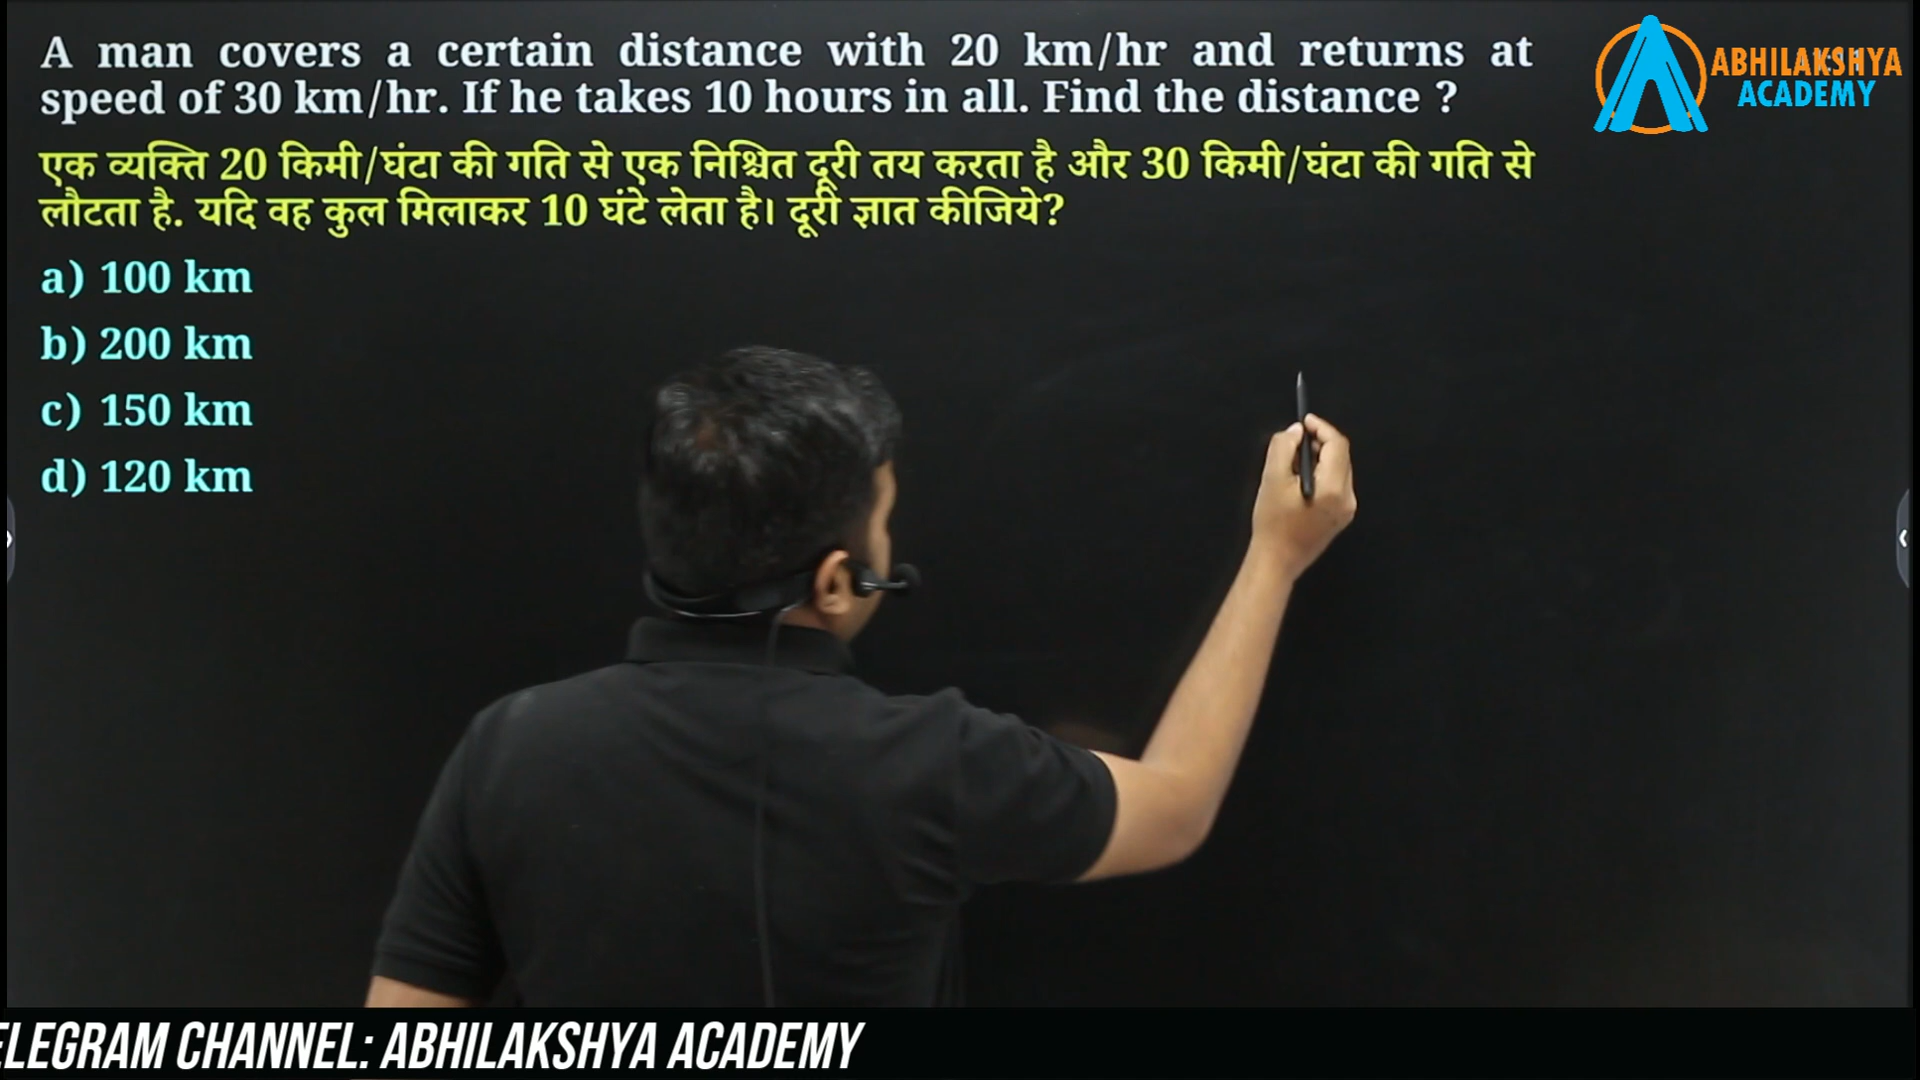 A man covers a certain distance with 20 km/hr and returns at
speed of 30 km/hr. If he takes 10 hours in all. Find the distance ?
एक व्यक्ति 20 किमी/घंटा की गति से एक निश्चित दूरी तय करता है और 30 किमी/घंटा की गति से
लौटता है. यदि वह कुल मिलाकर 10 घंटे लेता है। दूरी ज्ञात कीजिये?
a) 100 km
b) 200 km
c) 150 km
d) 120 km
ABHILAKSHYA
ACADEMY
ELEGRAM CHANNEL: ABHILAKSHYA ACADEMY